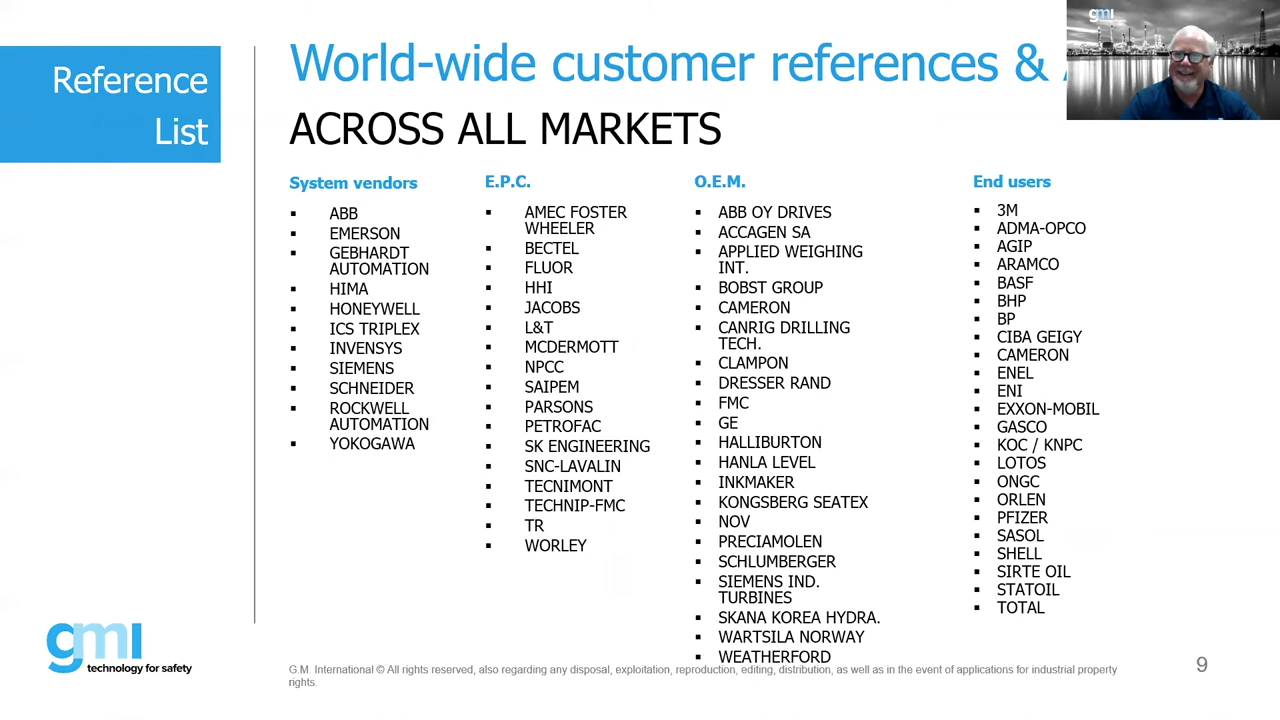 Reference
List
World-wide customer references &
ACROSS ALL MARKETS
System vendors
ABB
EMERSON
GEBHARDT
AUTOMATION
HIMA
HONEYWELL
ICS TRIPLEX
INVENSYS
SIEMENS
SCHNEIDER
ROCKWELL
AUTOMATION
YOKOGAWA
E.P.C.
AMEC FOSTER
WHEELER
BECTEL
FLUOR
HHI
JACOBS
L&T
MCDERMOTT
NPCC
SAIPEM
PARSONS
PETROFAC
SK ENGINEERING
SNC-LAVALIN
TECNIMONT
TECHNIP-FMC
TR
WORLEY
O.E.M.
ABB OY DRIVES
ACCAGEN SA
APPLIED WEIGHING
INT.
BOBST GROUP
CAMERON
CANRIG DRILLING
TECH.
CLAMPON
DRESSER RAND
FMC
GE
HALLIBURTON
HANLA LEVEL
INKMAKER
KONGSBERG SEATEX
NOV
PRECIAMOLEN
SCHLUMBERGER
SIEMENS IND.
TURBINES
SKANA KOREA HYDRA.
WARTSILA NORWAY
WEATHERFORD
End users
3M
ADMA-OPCO
AGIP
ARAMCO
BASF
BHP
BP
CIBA GEIGY
CAMERON
ENEL
ENI
EXXON-MOBIL
GASCO
KOC / KNPC
LOTOS
ONGC
ORLEN
PFIZER
SASOL
SHELL
SIRTE OIL
STATOIL
TOTAL
gmi
gmi
technology for safety
G.M. International © All rights reserved, also regarding any disposal, exploitation, reproduction, editing, distribution, as well as in the event of applications for industrial property
rights.
9